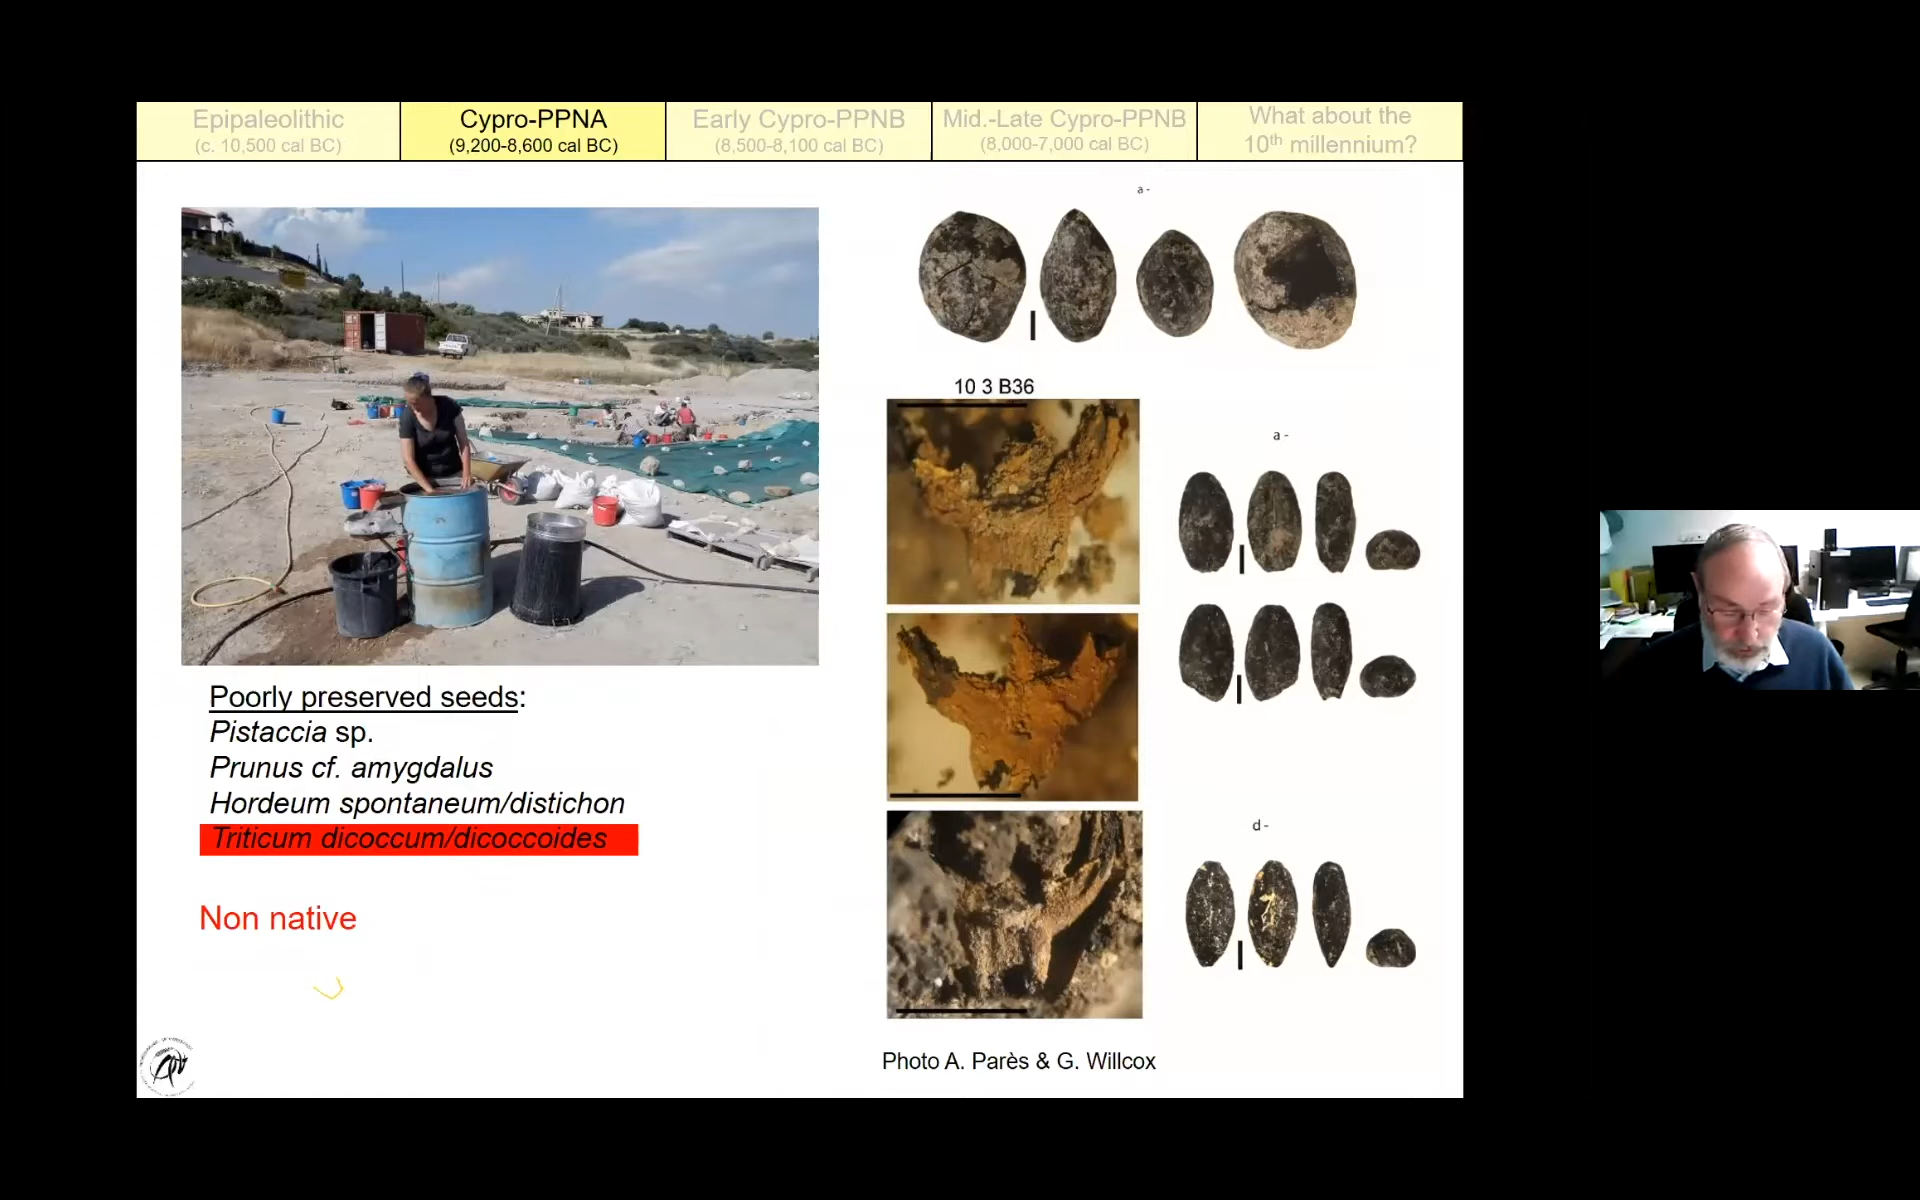 Epipaleolithic
(c. 10,500 cal BC)
Cypro-PPNA
(9,200-8,600 cal BC)
Early Cypro-PPNB
(8,500-8,100 cal BC)
Mid.-Late Cypro-PPNB
(8,000-7,000 cal BC)
What about the
10th millennium?
a -
10 3 B36
a -
d -
Poorly preserved seeds:
Pistaccia sp.
Prunus cf. amygdalus
Hordeum spontaneum/distichon
Triticum dicoccum/dicoccoides
Non native
Photo A. Parès & G. Willcox